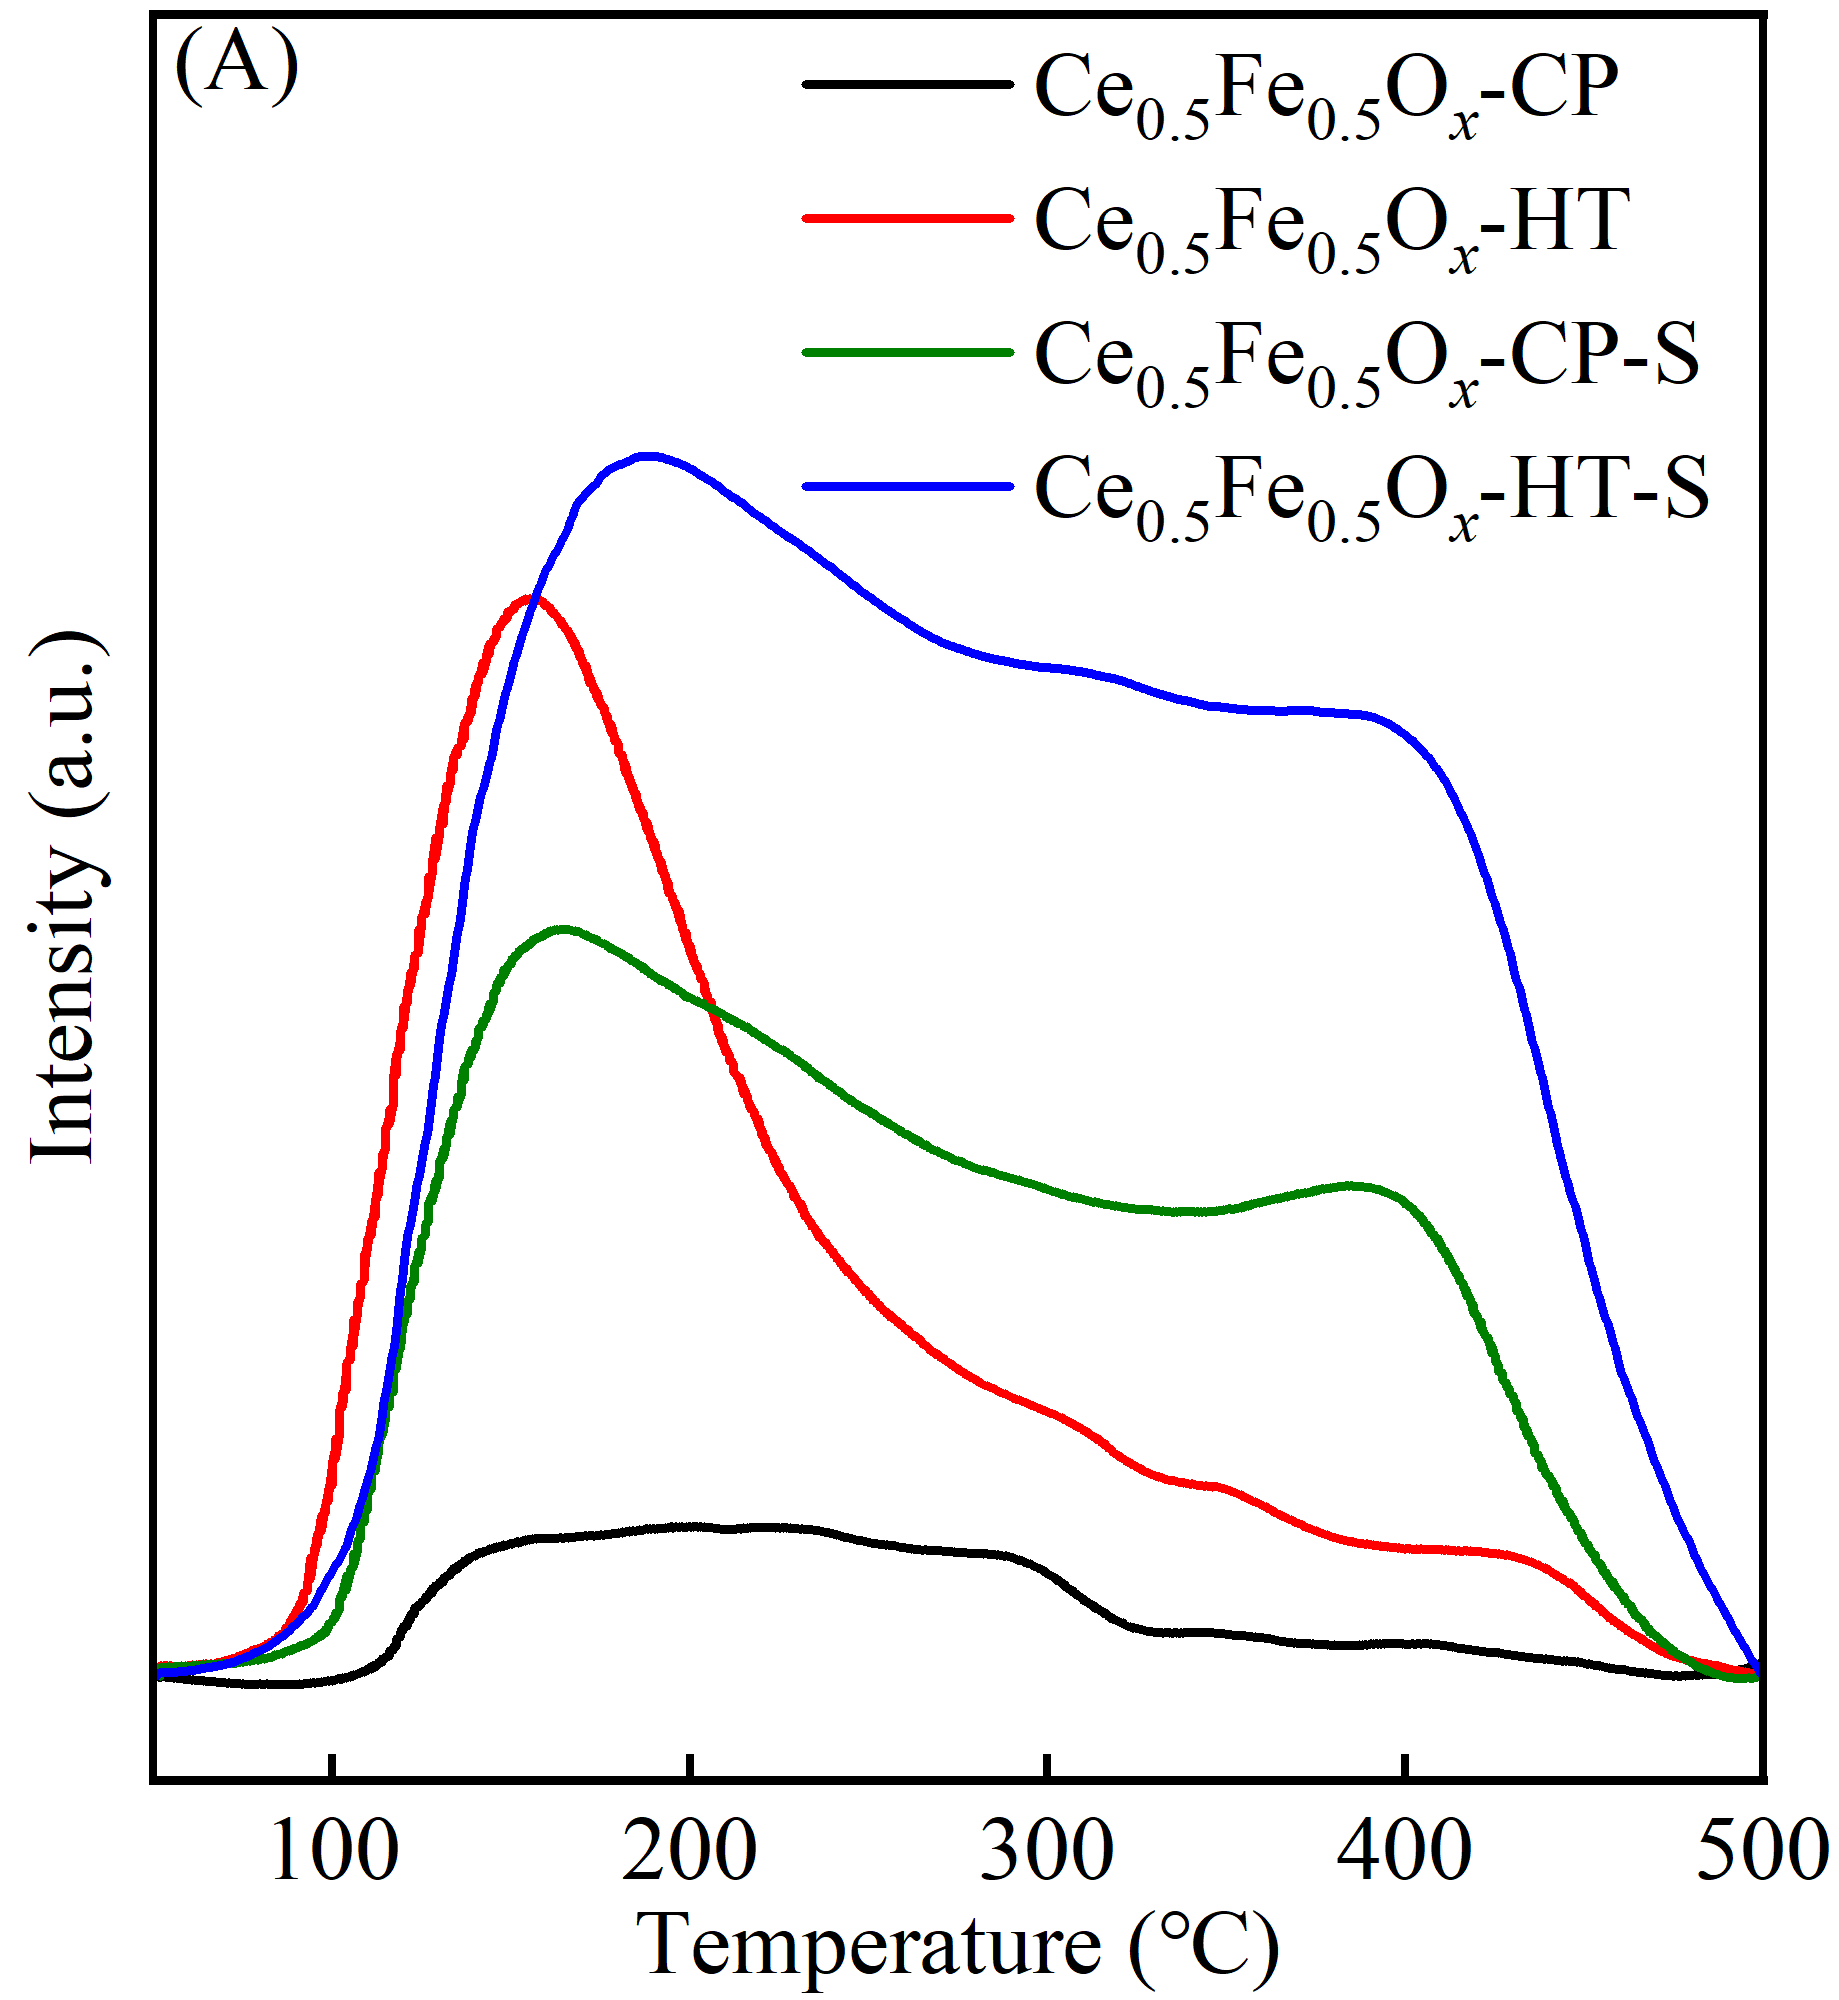 (A)
Ce0.5Fe0.5Ox-CP
Ce0.5Fe0.5Ox-HT
Ce0.5Fe0.5Ox-CP-S
Ce0.5Fe0.5Ox-HT-S
Intensity (a.u.)
100 200 300 400 500
Temperature (°C)